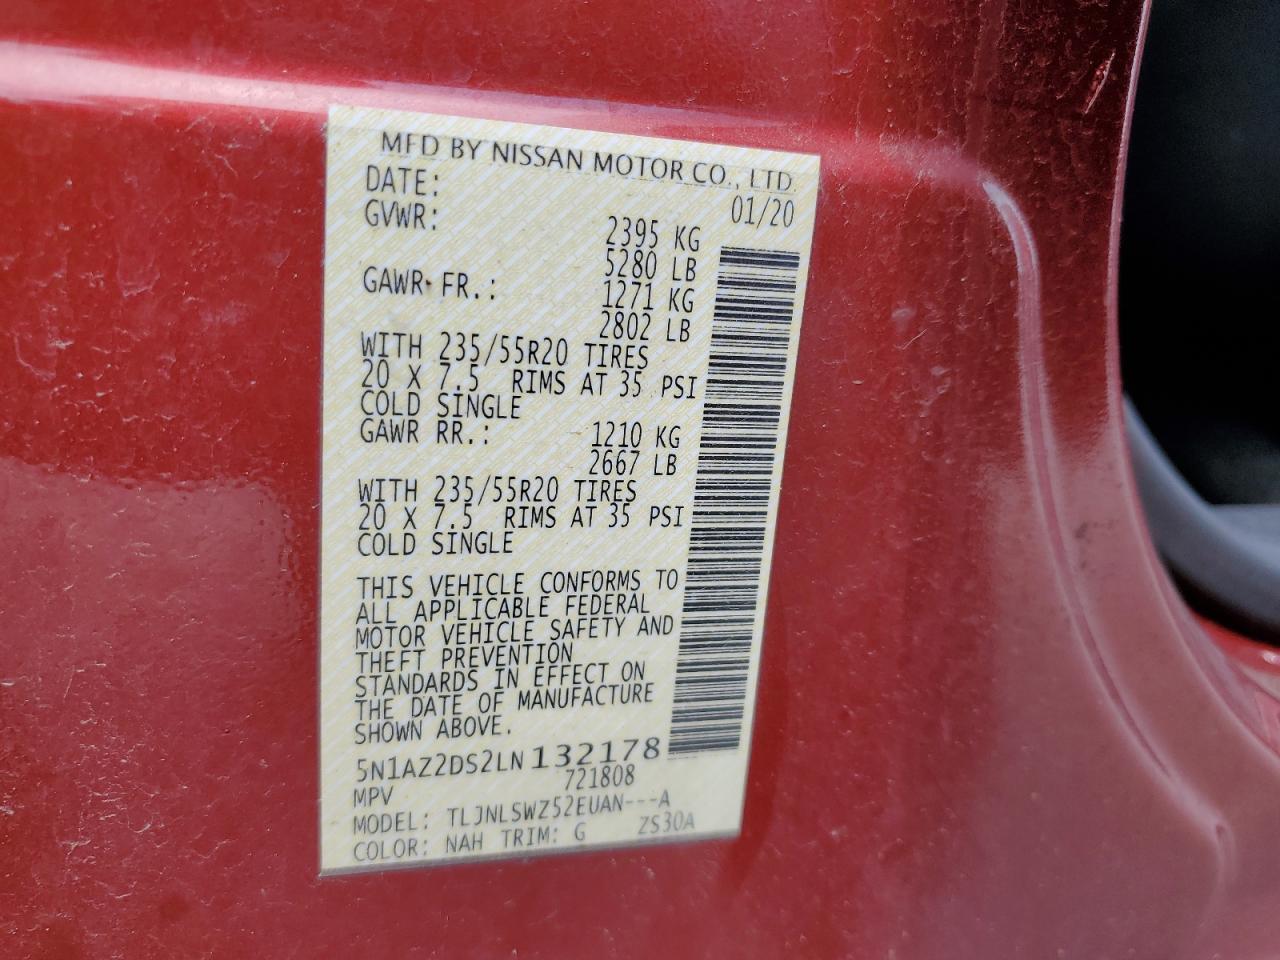 MFD BY NISSAN MOTOR CO., LTD.
DATE: 01/20
GVWR: 2395 KG
5280 LB
GAWR FR.: 1271 KG
2802 LB
WITH 235/55R20 TIRES
20 X 7.5 RIMS AT 35 PSI
COLD SINGLE
GAWR RR.: 1210 KG
2667 LB
WITH 235/55R20 TIRES
20 X 7.5 RIMS AT 35 PSI
COLD SINGLE
THIS VEHICLE CONFORMS TO
ALL APPLICABLE FEDERAL
MOTOR VEHICLE SAFETY AND
THEFT PREVENTION
STANDARDS IN EFFECT ON
THE DATE OF MANUFACTURE
SHOWN ABOVE.
5N1AZ2DS2LN132178
MPV 721808
MODEL: TLJNLSWZ52EUAN---A
COLOR: NAH TRIM: G ZS30A